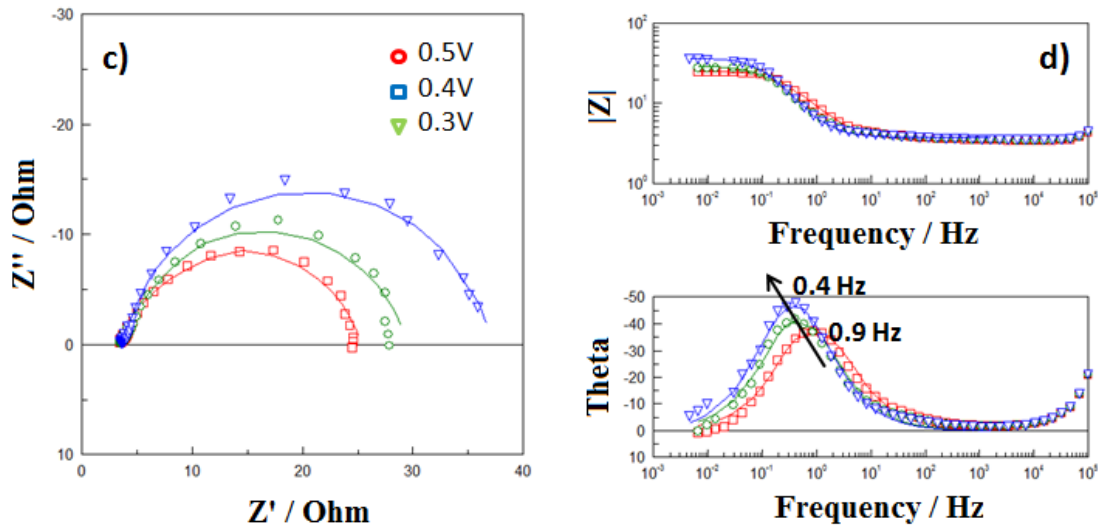 c)
-30
-20
-10
0
10
0
10
20
30
40
Z'' / Ohm
Z' / Ohm
0.5V
0.4V
0.3V
d)
10²
10¹
10⁰
|Z|
10⁻³ 10⁻² 10⁻¹ 10⁰ 10¹ 10² 10³ 10⁴ 10⁵
Frequency / Hz
-50
-40
-30
-20
-10
0
10
Theta
0.4 Hz
0.9 Hz
10⁻³ 10⁻² 10⁻¹ 10⁰ 10¹ 10² 10³ 10⁴ 10⁵
Frequency / Hz